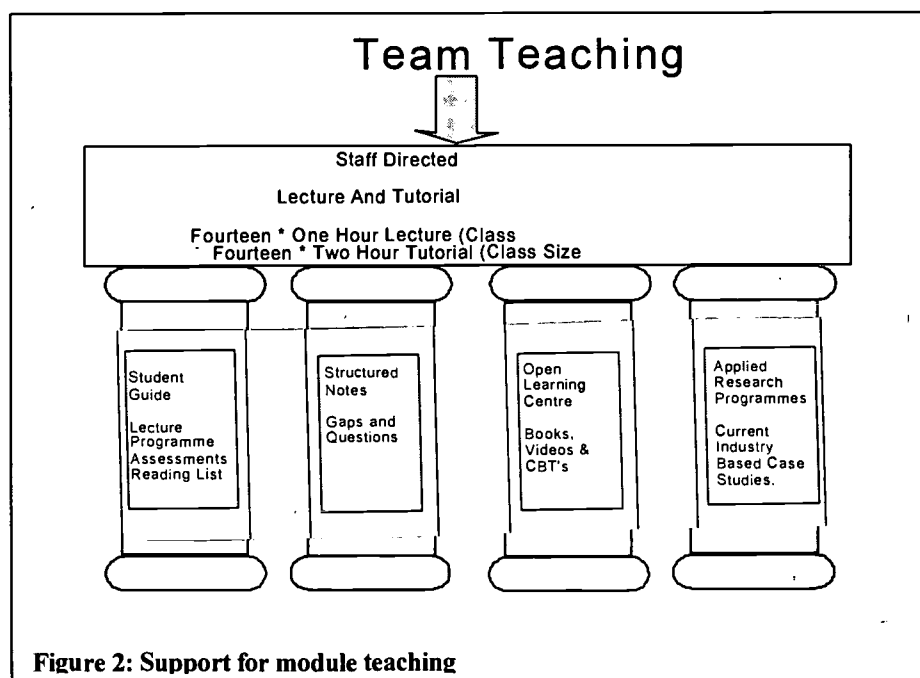 Team Teaching
Staff Directed
Lecture And Tutorial
Fourteen * One Hour Lecture (Class
Fourteen * Two Hour Tutorial (Class Size
Student
Guide
Lecture
Programme
Assessments
Reading List
Structured
Notes
Gaps and
Questions
Open
Learning
Centre
Books,
Videos &
CBT's
Applied
Research
Programmes
Current
Industry
Based Case
Studies.
Figure 2: Support for module teaching